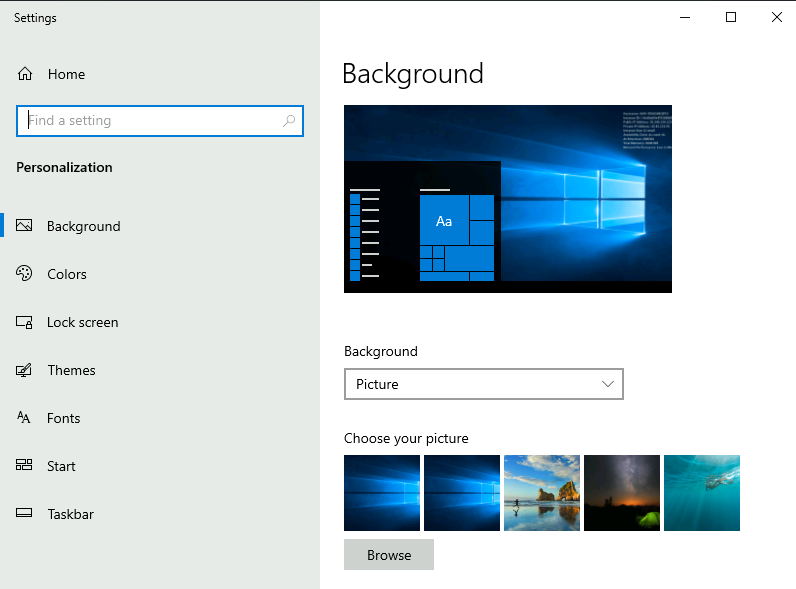 Settings
Home
Find a setting
Personalization
Background
Colors
Lock screen
Themes
Fonts
Start
Taskbar
Background
Aa
Background
Picture
Choose your picture
Browse